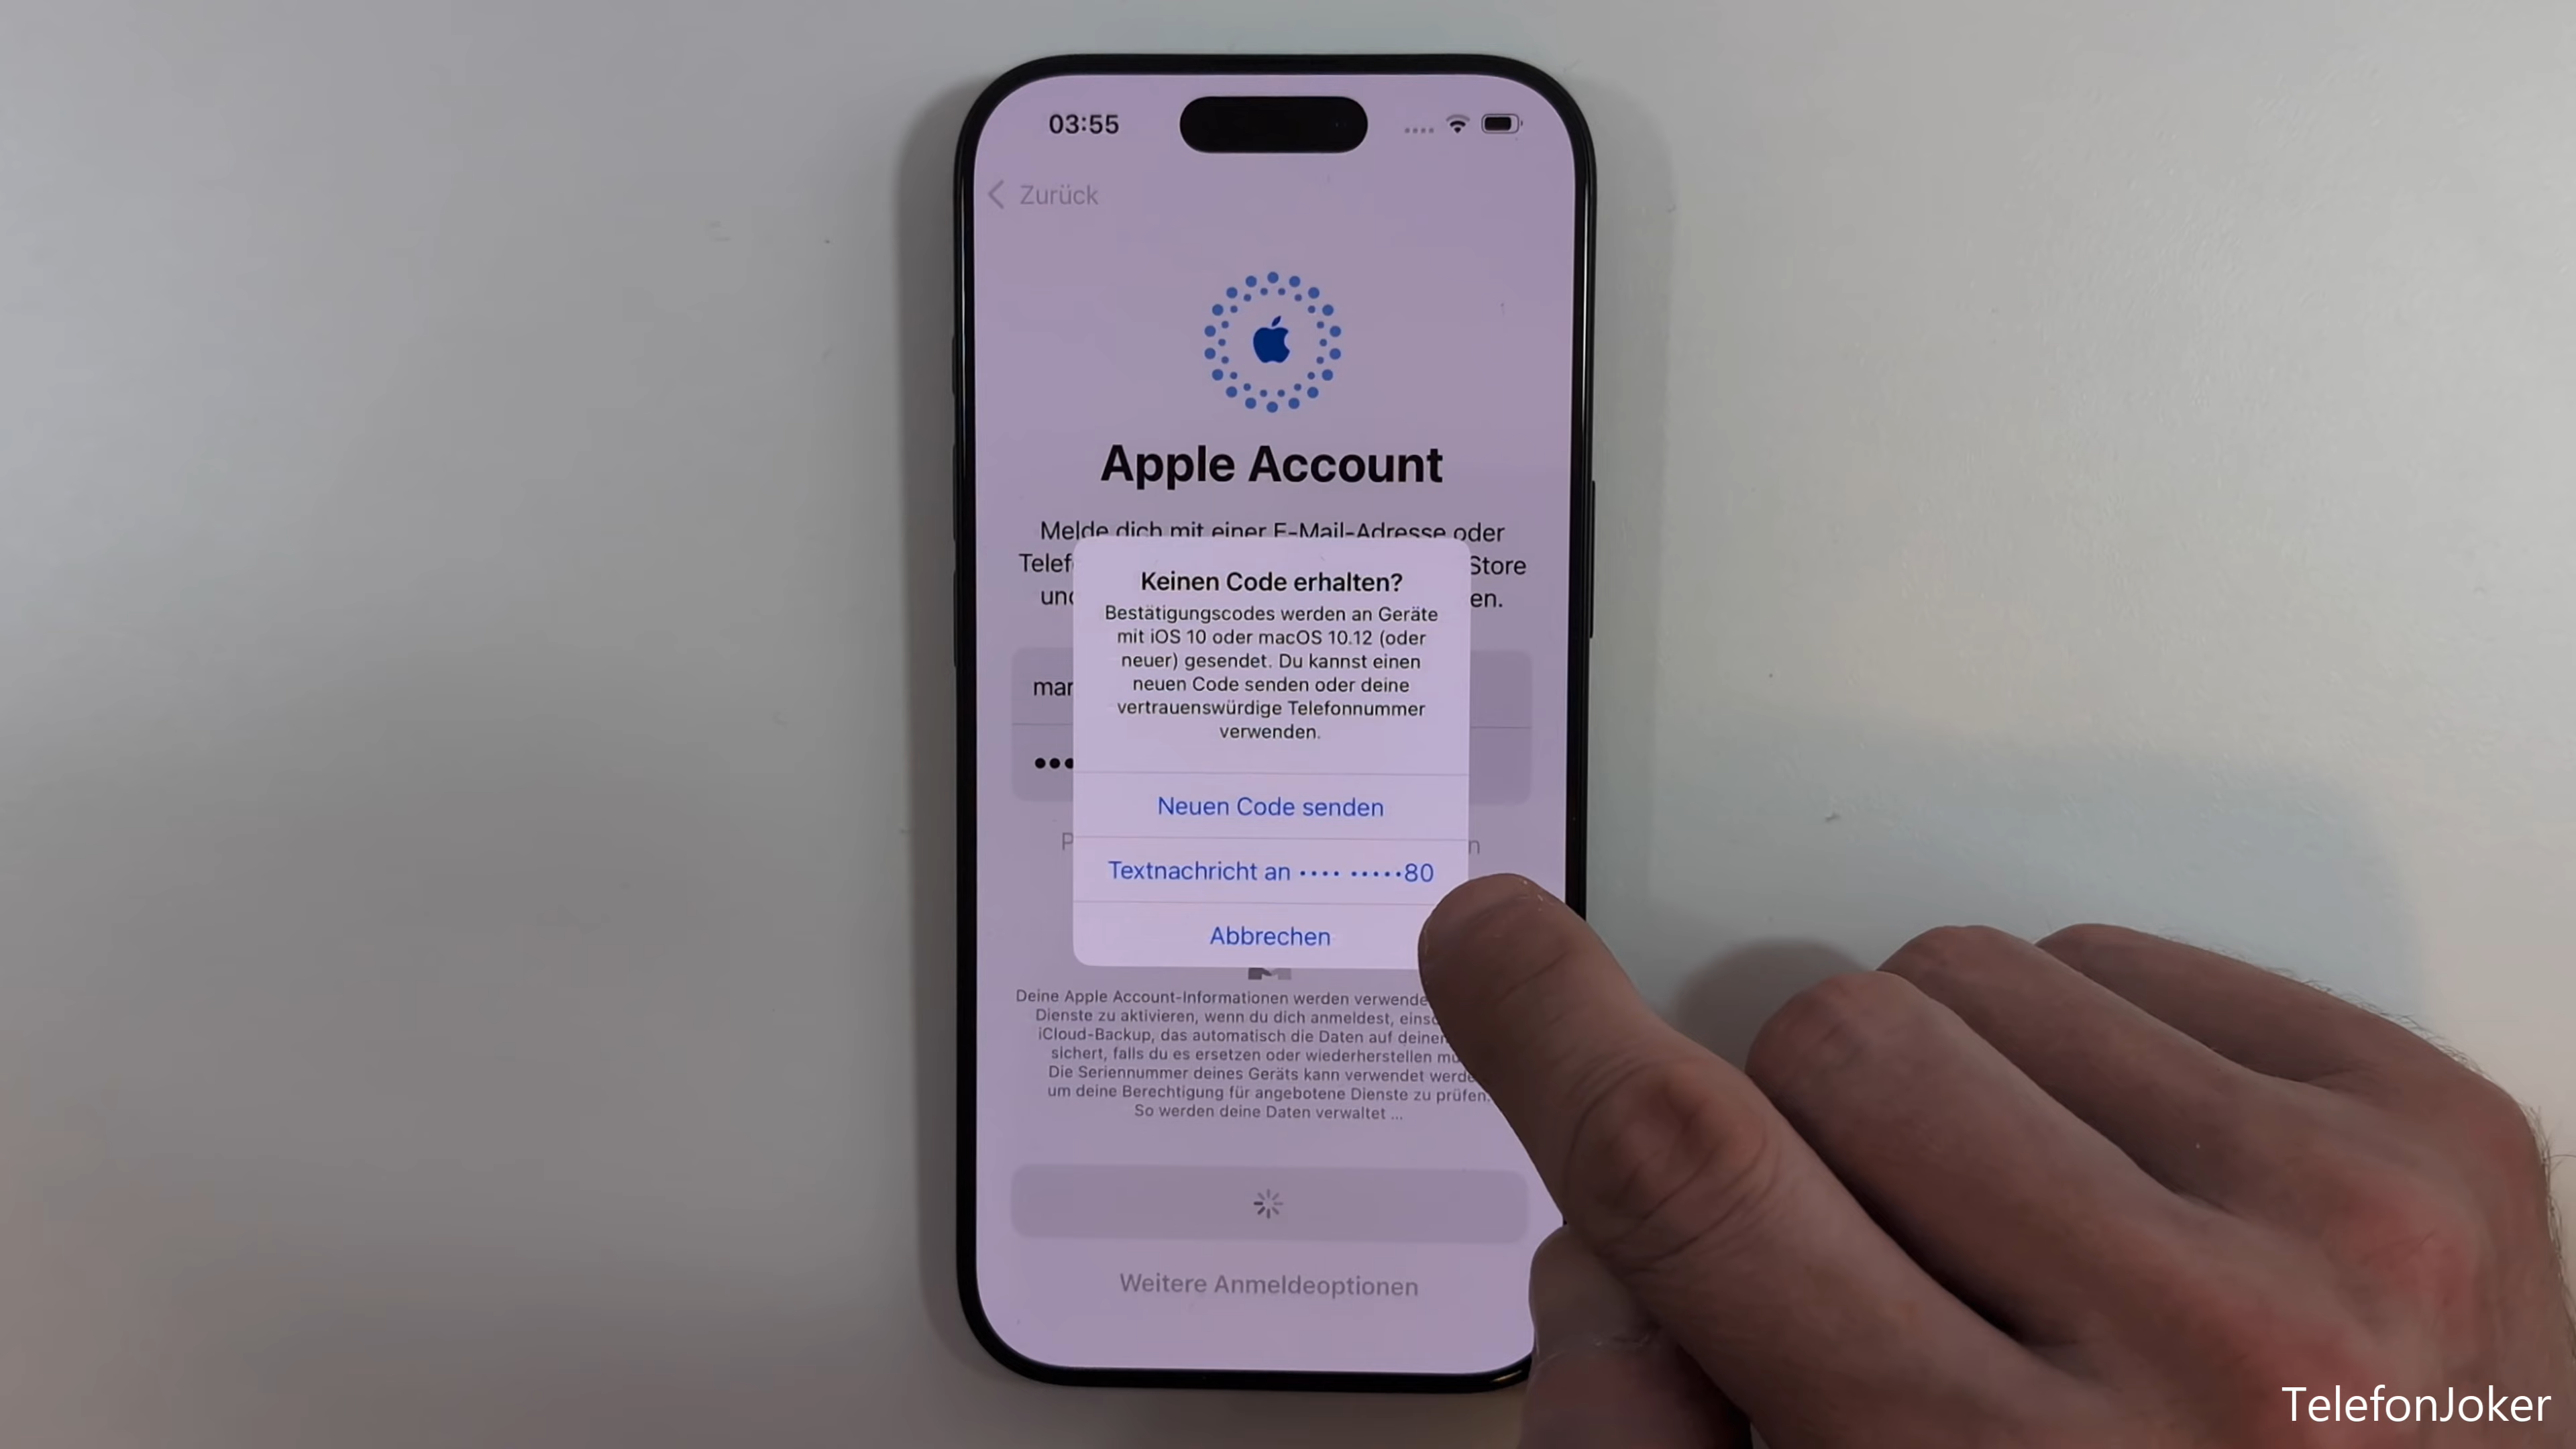 03:55
Zurück
Apple Account
Melde dich mit einer E-Mail-Adresse oder
Telef
Store
und
en.
Keinen Code erhalten?
Bestätigungscodes werden an Geräte
mit iOS 10 oder macOS 10.12 (oder
neuer) gesendet. Du kannst einen
neuen Code senden oder deine
vertrauenswürdige Telefonnummer
verwenden.
mar
•••
Neuen Code senden
P
n
Textnachricht an •••• •••••80
Abbrechen
Deine Apple Account-Informationen werden verwende
Dienste zu aktivieren, wenn du dich anmeldest, eins
iCloud-Backup, das automatisch die Daten auf deinen
sichert, falls du es ersetzen oder wiederherstellen mu
Die Seriennummer deines Geräts kann verwendet werde
um deine Berechtigung für angebotene Dienste zu prüfen.
So werden deine Daten verwaltet ...
Weitere Anmeldeoptionen
TelefonJoker